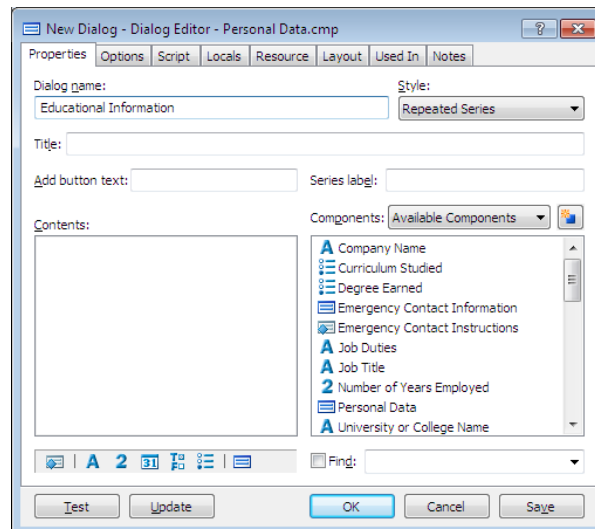 New Dialog - Dialog Editor - Personal Data.cmp
Properties Options Script Locals Resource Layout Used In Notes
Dialog name: Style:
Educational Information Repeated Series
Title:
Add button text: Series label:
Contents: Components: Available Components
A Company Name
Curriculum Studied
Degree Earned
Emergency Contact Information
Emergency Contact Instructions
A Job Duties
A Job Title
2 Number of Years Employed
Personal Data
A University or College Name
A 2 31 Find:
Test Update OK Cancel Save